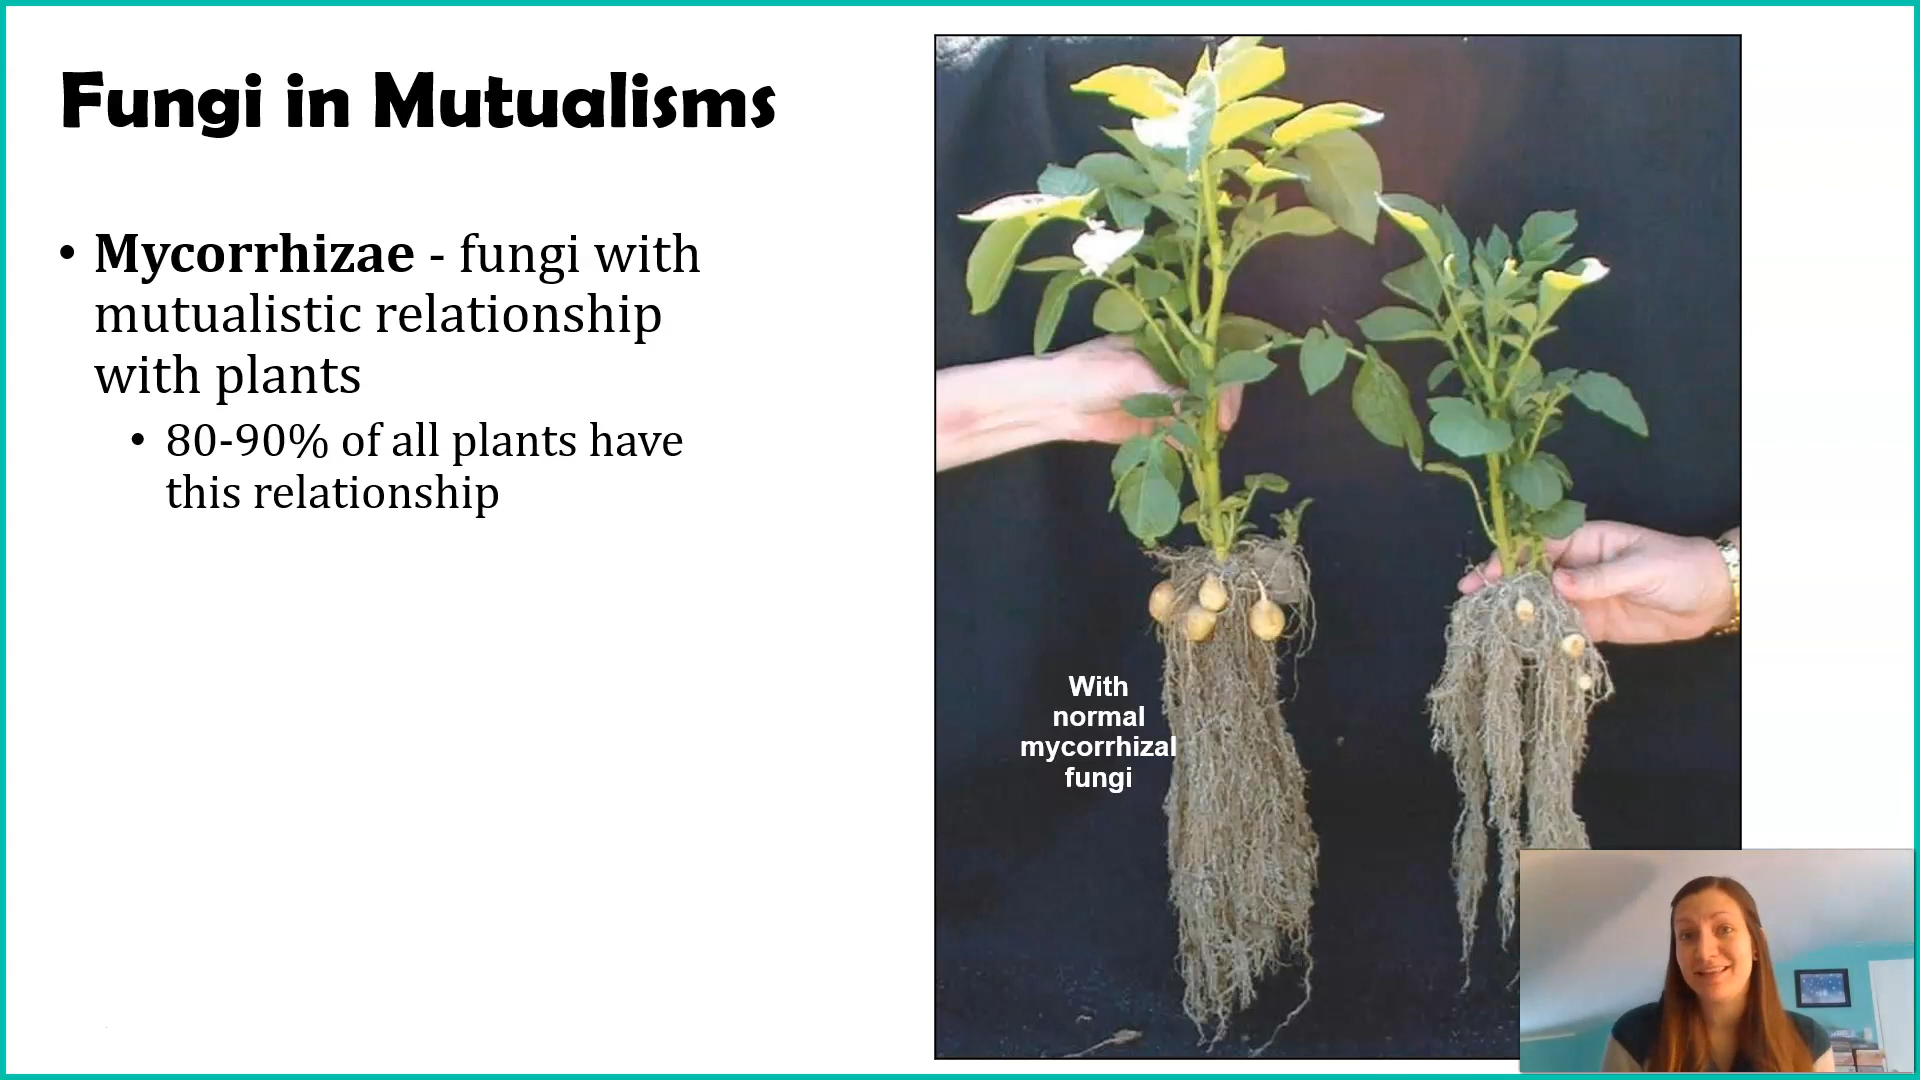 Fungi in Mutualisms
• Mycorrhizae - fungi with
mutualistic relationship
with plants
• 80-90% of all plants have
this relationship
With
normal
mycorrhizal
fungi